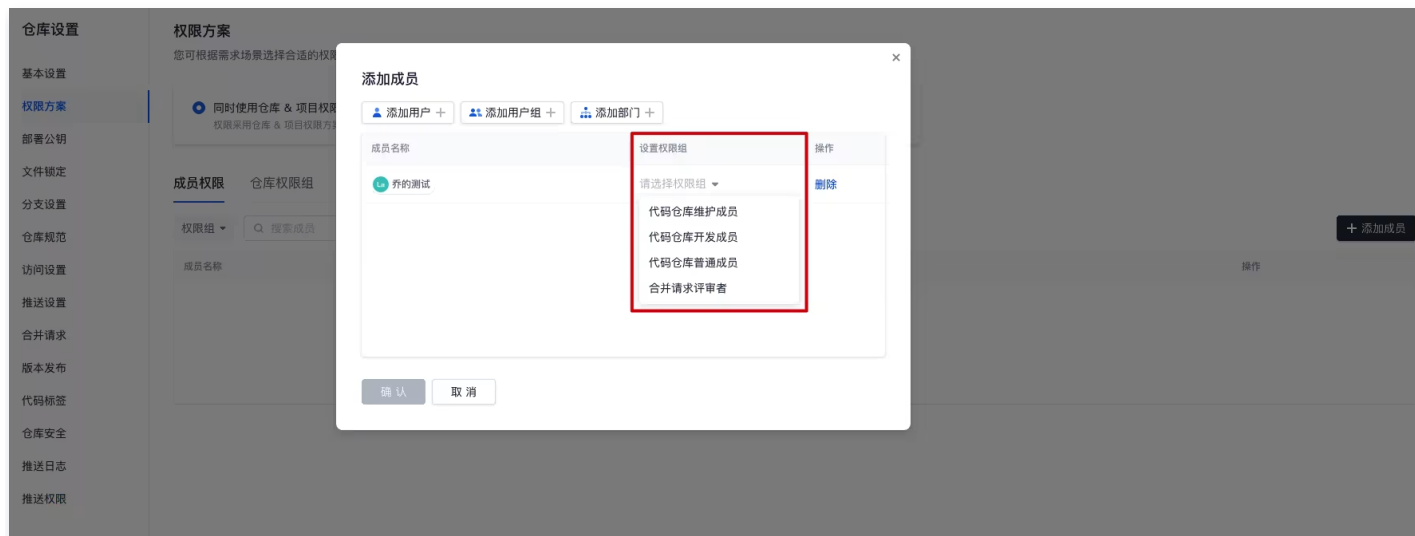 仓库设置
基本设置
权限方案
部署公钥
文件锁定
分支设置
仓库规范
访问设置
推送设置
合并请求
版本发布
代码标签
仓库安全
推送日志
推送权限
权限方案
您可根据需求场景选择合适的权限
同时使用仓库 & 项目权限
权限采用仓库 & 项目权限方案
成员权限 仓库权限组
权限组 搜索成员
添加成员
成员名称 操作
添加成员
添加用户 添加用户组 添加部门
成员名称 设置权限组 操作
La 乔的测试 请选择权限组 删除
代码仓库维护成员
代码仓库开发成员
代码仓库普通成员
合并请求评审者
确认 取消